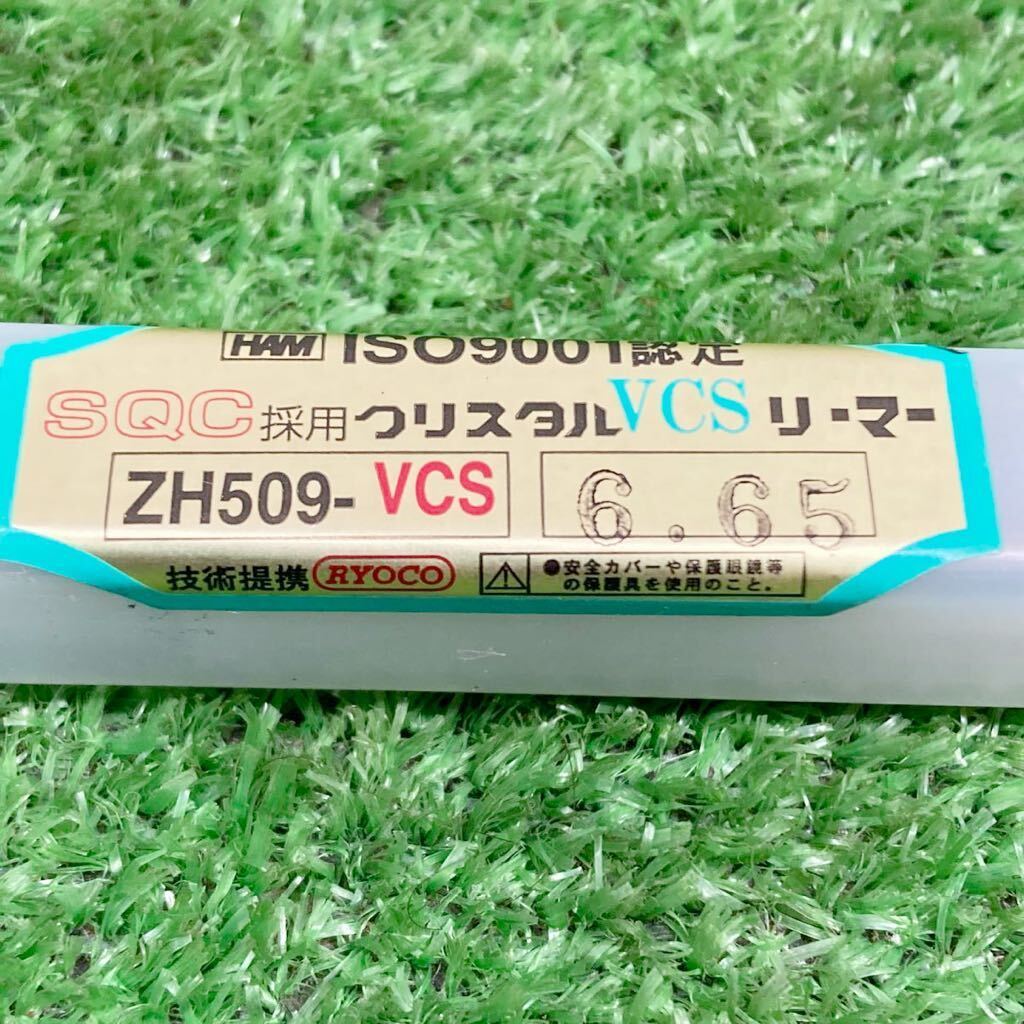 HAM ISO9001認定
SQC採用クリスタルVCSリーマー
ZH509-VCS 6.65
技術提携 RYOCO ●安全カバーや保護眼鏡等
の保護具を使用のこと。